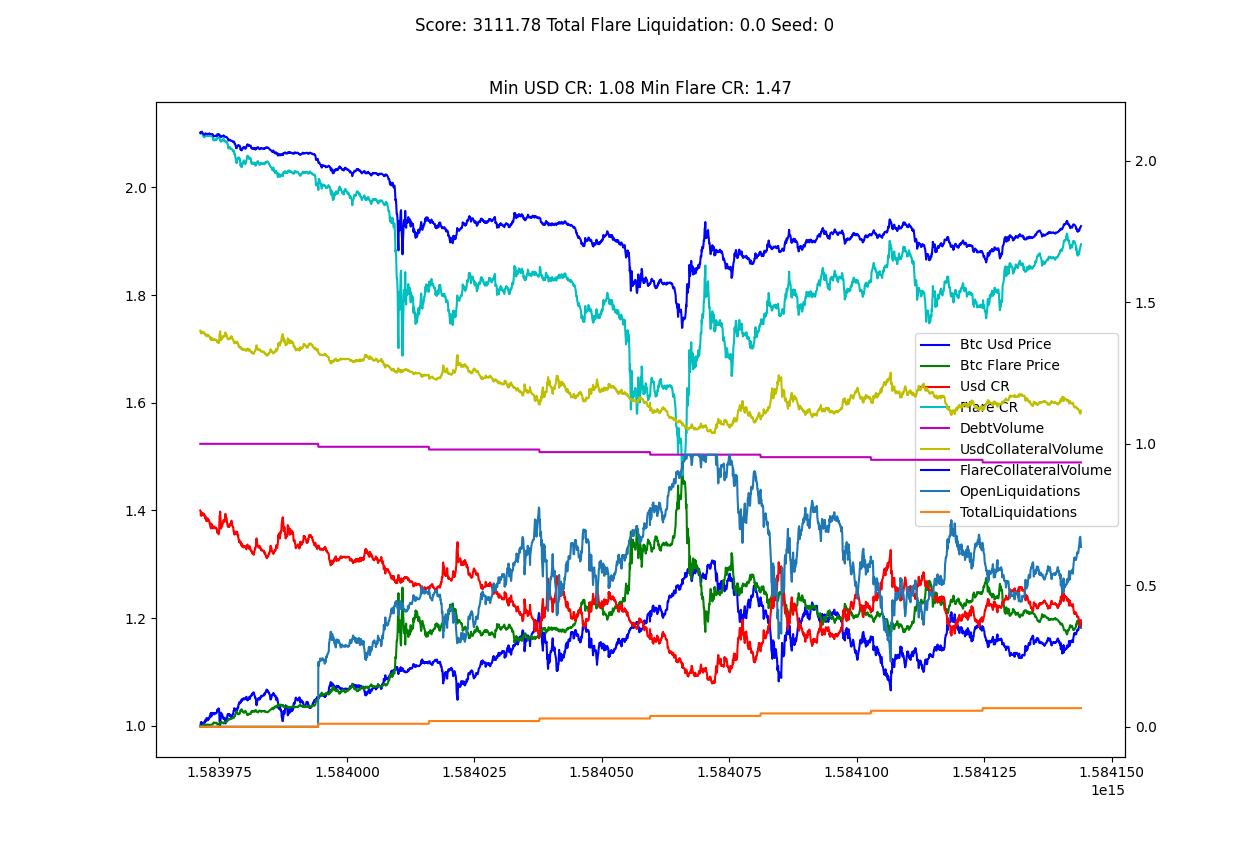 Score: 3111.78 Total Flare Liquidation: 0.0 Seed: 0
Min USD CR: 1.08 Min Flare CR: 1.47
2.0
1.8
1.6
1.4
1.2
1.0
2.0
1.5
1.0
0.5
0.0
Btc Usd Price
Btc Flare Price
Usd CR
Flare CR
DebtVolume
UsdCollateralVolume
FlareCollateralVolume
OpenLiquidations
TotalLiquidations
1.583975 1.584000 1.584025 1.584050 1.584075 1.584100 1.584125 1.584150
1e15